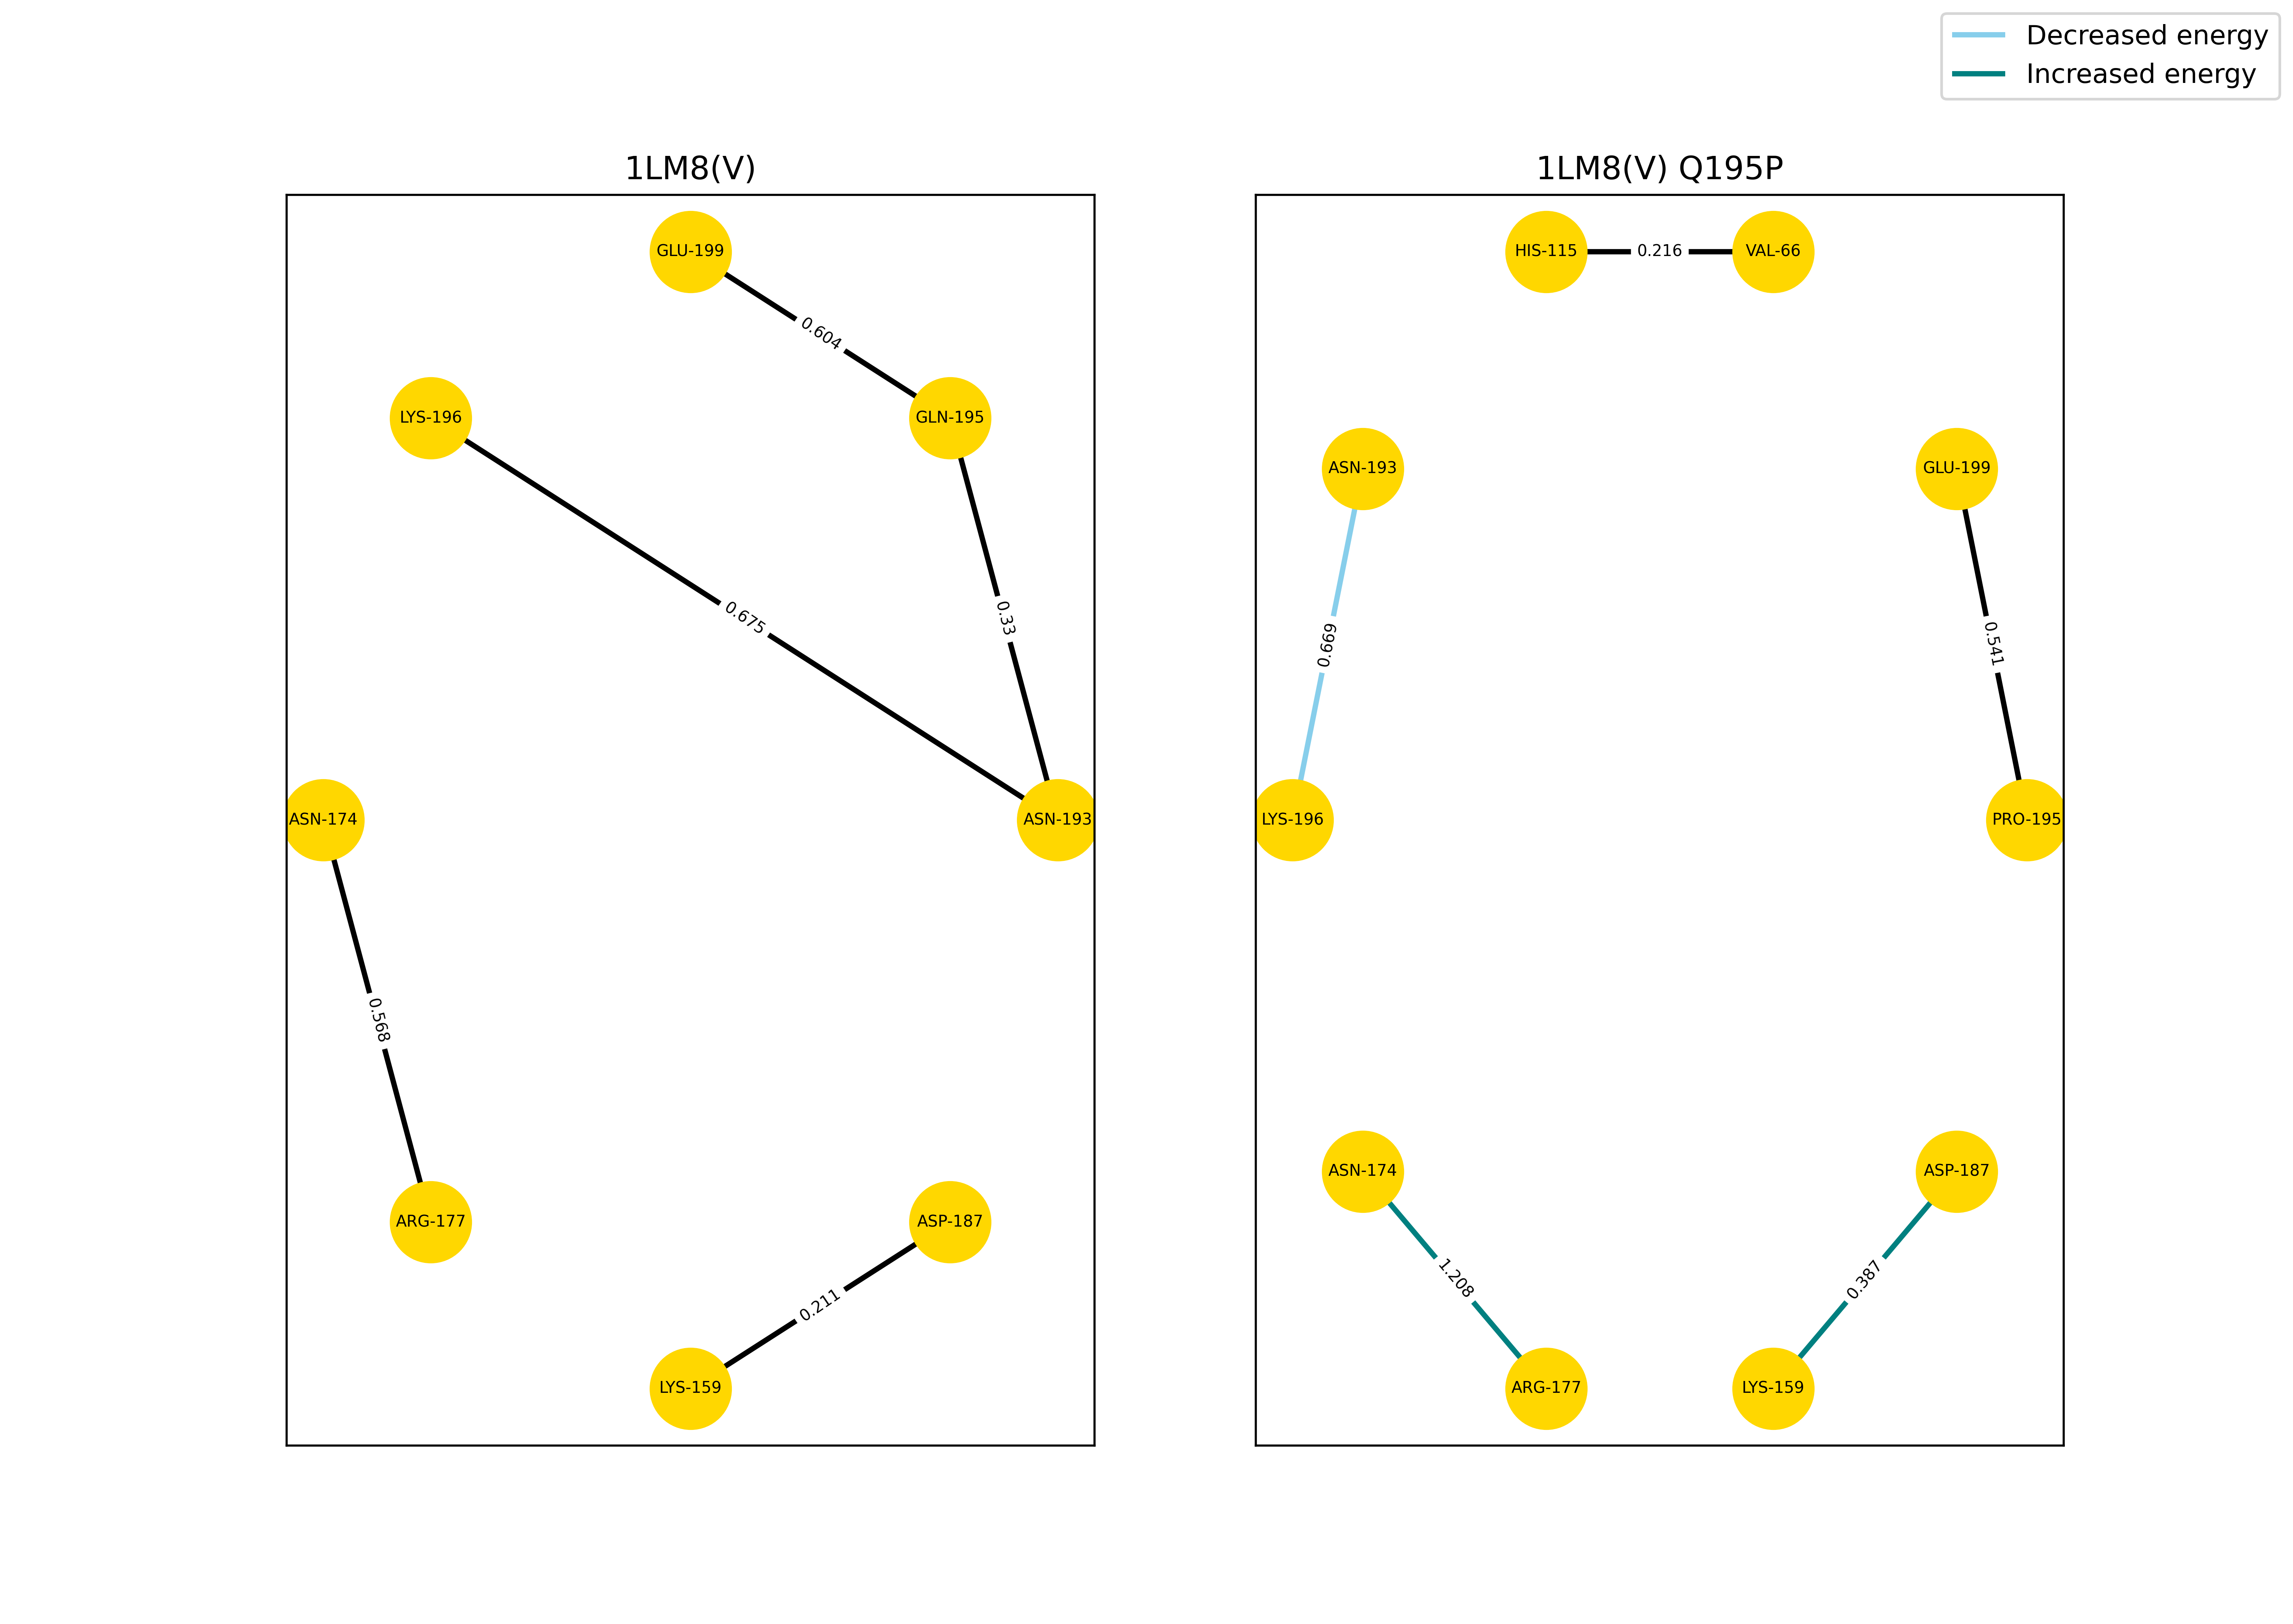 Decreased energy
Increased energy
1LM8(V)
GLU-199
0.604
LYS-196
GLN-195
0.675
0.33
ASN-174
ASN-193
0.568
ARG-177
ASP-187
0.211
LYS-159
1LM8(V) Q195P
HIS-115
0.216
VAL-66
ASN-193
GLU-199
0.669
0.541
LYS-196
PRO-195
ASN-174
ASP-187
1.208
0.387
ARG-177
LYS-159